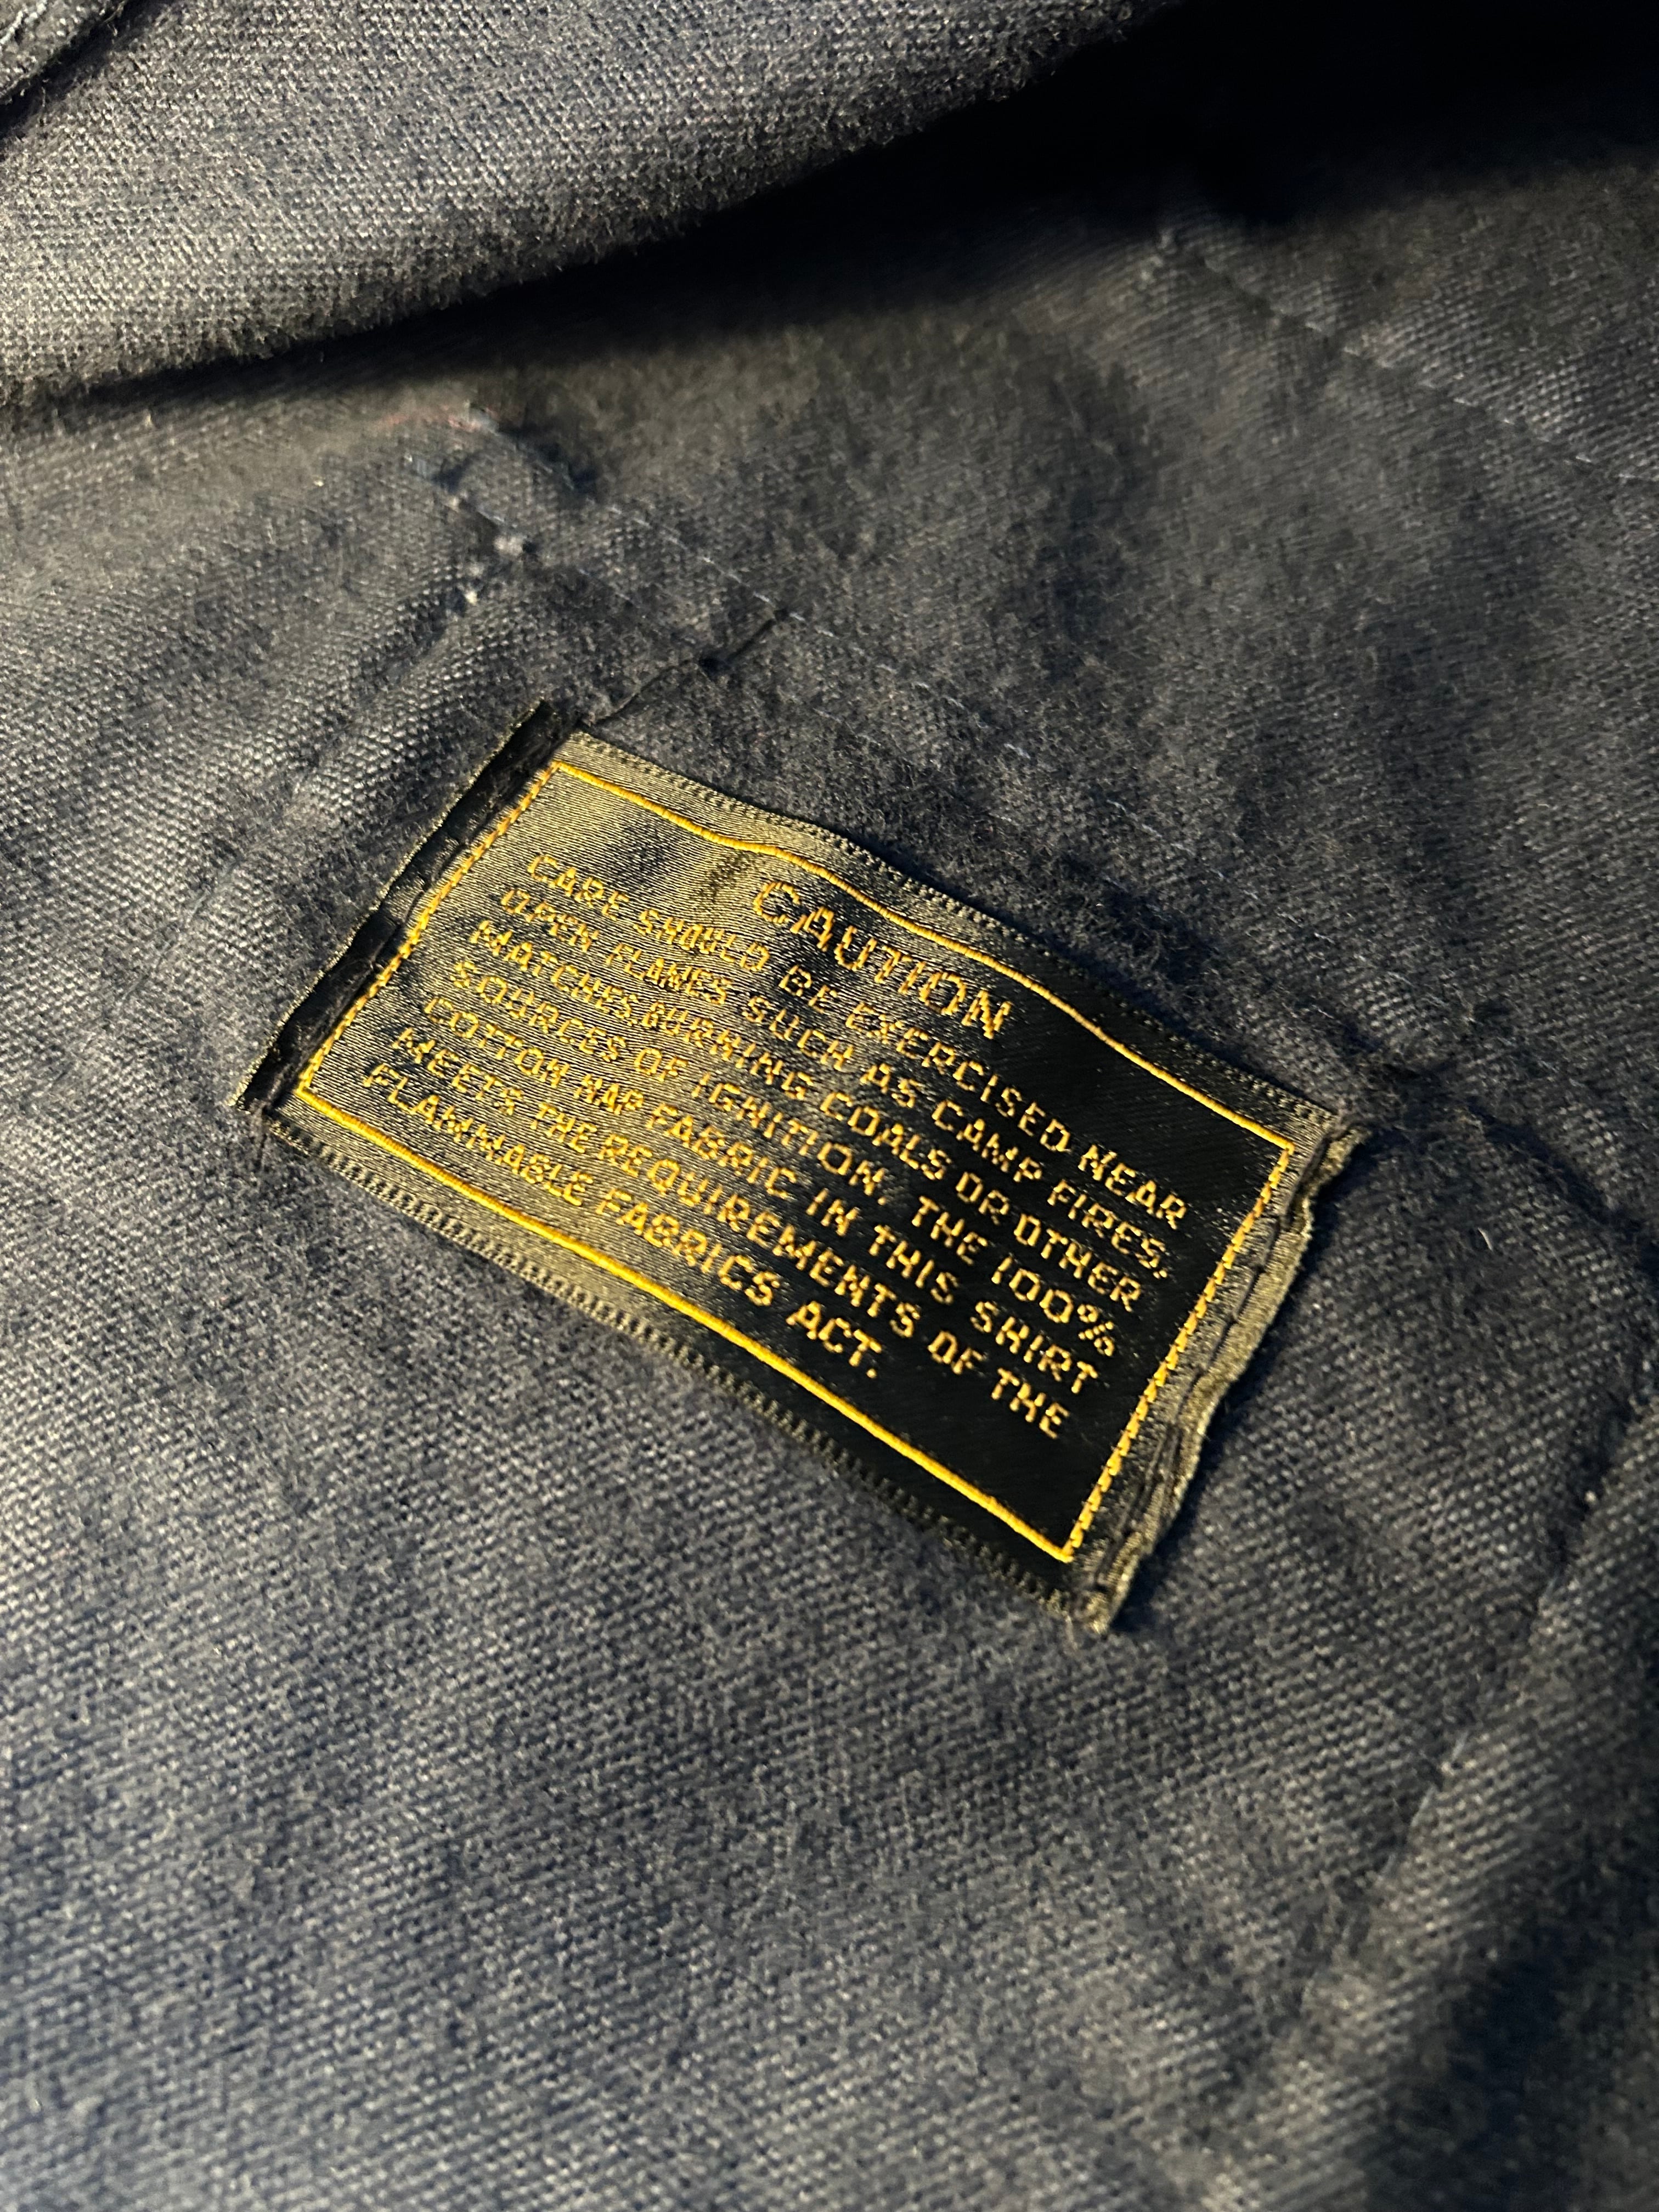 CAUTION
CARE SHOULD BE EXERCISED NEAR
OPEN FLAMES SUCH AS CAMP FIRES,
MATCHES, BURNING COALS OR OTHER
SOURCES OF IGNITION. THE 100%
COTTON NAP FABRIC IN THIS SHIRT
MEETS THE REQUIREMENTS OF THE
FLAMMABLE FABRICS ACT.